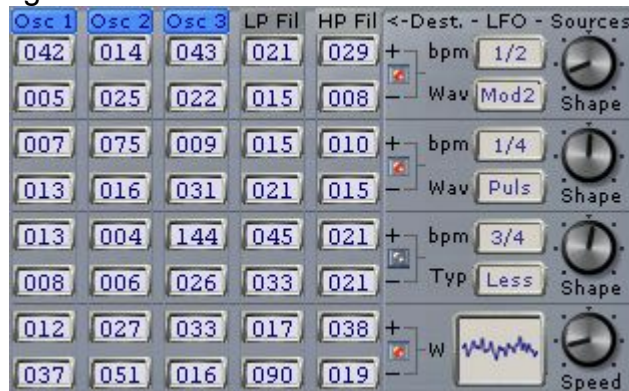 Osc 1 Osc 2 Osc 3 LP Fil HP Fil <-Dest. - LFO - Sources
042 014 043 021 029 + bpm 1/2
005 025 022 015 008 - Wav Mod2 Shape
007 075 009 015 010 + bpm 1/4
013 016 031 021 015 - Wav Puls Shape
013 004 144 045 021 + bpm 3/4
008 006 026 033 021 - Typ Less Shape
012 027 033 017 038 +
W
037 051 016 090 019 - Speed